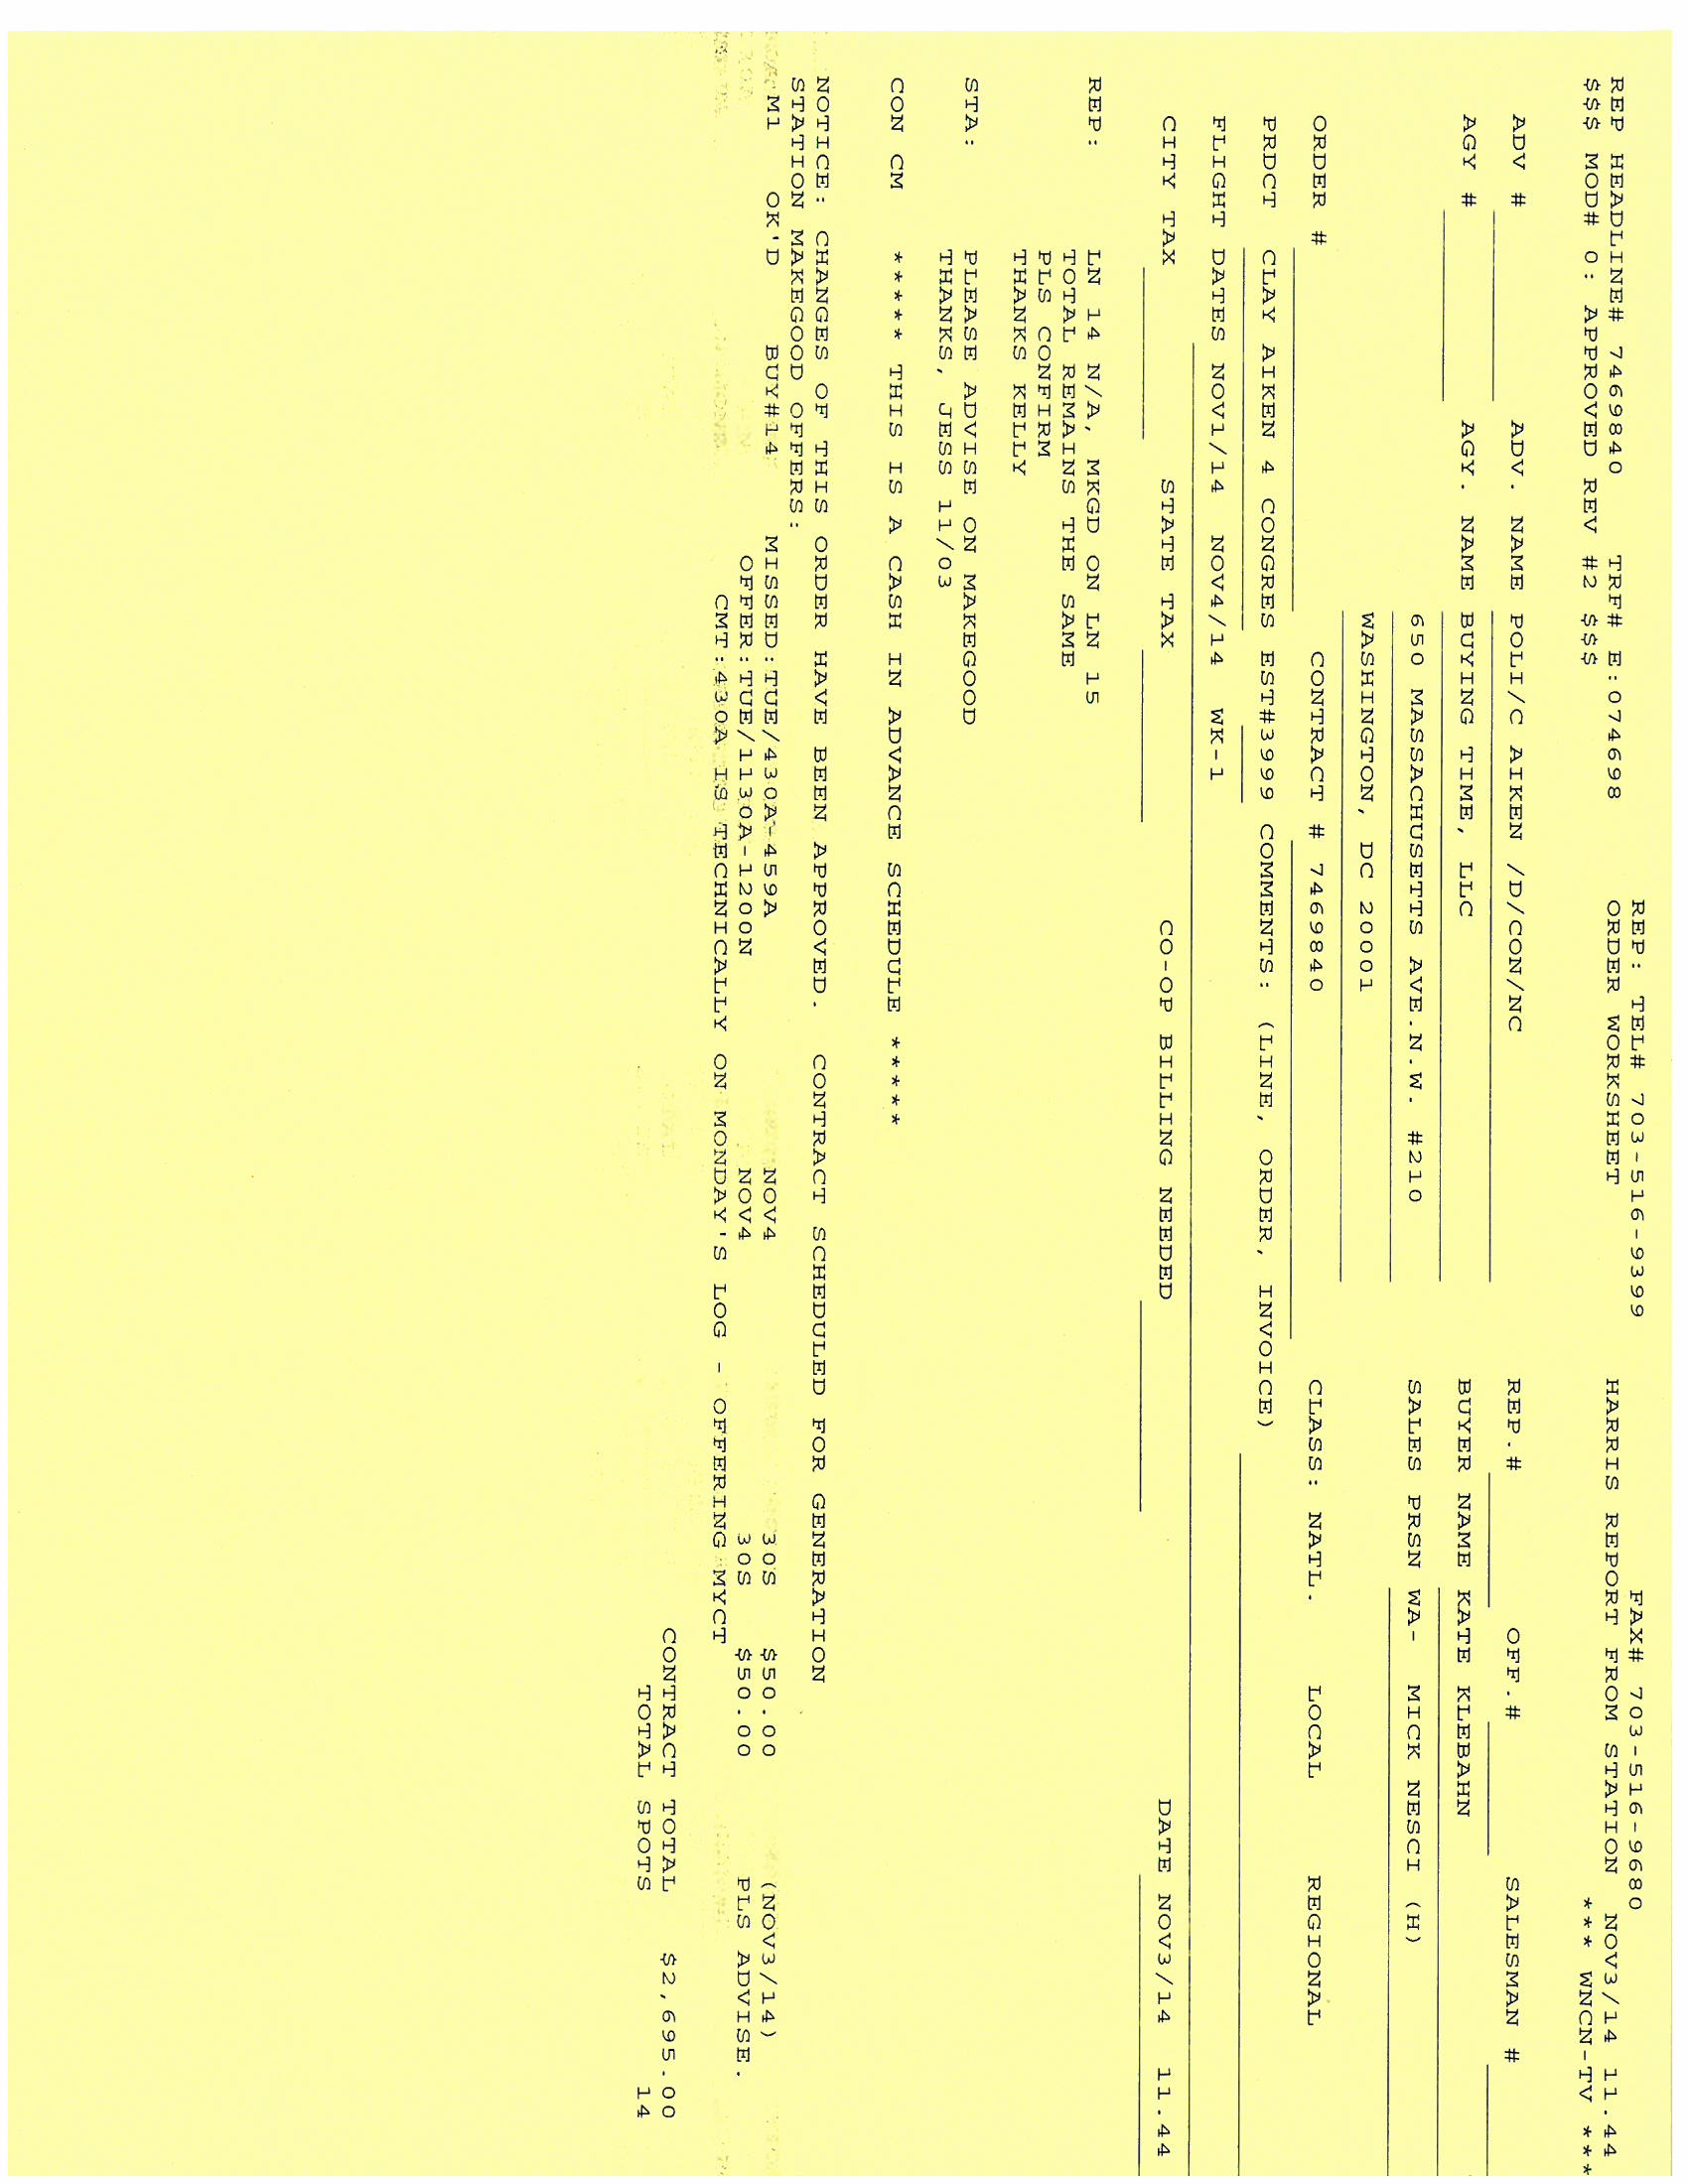 REP: TEL# 703-516-9399 FAX# 703-516-9680
REP HEADLINE# 7469840 TRF# E:074698 ORDER WORKSHEET HARRIS REPORT FROM STATION NOV3/14 11.44
$$$ MOD# 0: APPROVED REV #2 $$$ *** WNCN-TV ***
ADV # ADV. NAME POLI/C AIKEN /D/CON/NC REP.# OFF.# SALESMAN #
AGY # AGY. NAME BUYING TIME, LLC BUYER NAME KATE KLEBAHN
650 MASSACHUSETTS AVE.N.W. #210 SALES PRSN WA- MICK NESCI (H)
WASHINGTON, DC 20001
ORDER # CONTRACT # 7469840 CLASS: NATL. LOCAL REGIONAL
PRDCT CLAY AIKEN 4 CONGRES EST#3999 COMMENTS: (LINE, ORDER, INVOICE)
FLIGHT DATES NOV1/14 NOV4/14 WK-1
CITY TAX STATE TAX CO-OP BILLING NEEDED DATE NOV3/14 11.44
REP: LN 14 N/A, MKGD ON LN 15
TOTAL REMAINS THE SAME
PLS CONFIRM
THANKS KELLY
STA: PLEASE ADVISE ON MAKEGOOD
THANKS, JESS 11/03
CON CM ***** THIS IS A CASH IN ADVANCE SCHEDULE *****
NOTICE: CHANGES OF THIS ORDER HAVE BEEN APPROVED. CONTRACT SCHEDULED FOR GENERATION
STATION MAKEGOOD OFFERS:
M1 OK'D BUY#14 MISSED:TUE/430A-459A NOV4 30S $50.00 (NOV3/14)
OFFER:TUE/1130A-1200N NOV4 30S $50.00 PLS ADVISE.
CMT:430A IS TECHNICALLY ON MONDAY'S LOG - OFFERING MYCT
CONTRACT TOTAL $2,695.00
TOTAL SPOTS 14